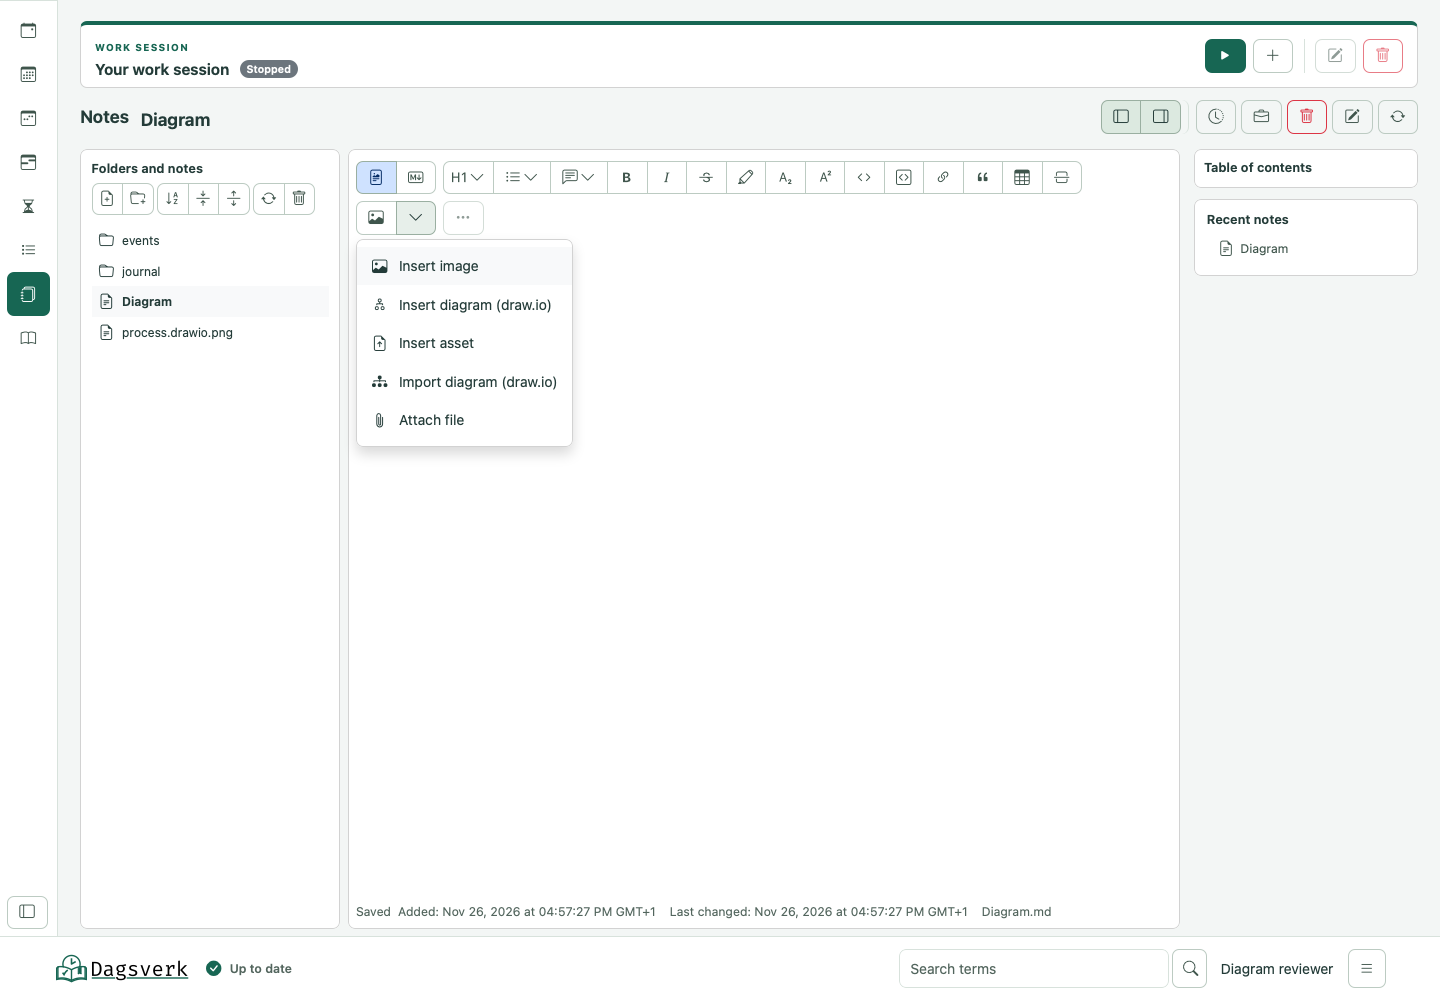 WORK SESSION
Your work session Stopped
Notes Diagram
Folders and notes
events
journal
Diagram
process.drawio.png
H1
B
I
S
A2
A2
Insert image
Insert diagram (draw.io)
Insert asset
Import diagram (draw.io)
Attach file
Saved Added: Nov 26, 2026 at 04:57:27 PM GMT+1 Last changed: Nov 26, 2026 at 04:57:27 PM GMT+1 Diagram.md
Table of contents
Recent notes
Diagram
Dagsverk Up to date
Search terms
Diagram reviewer